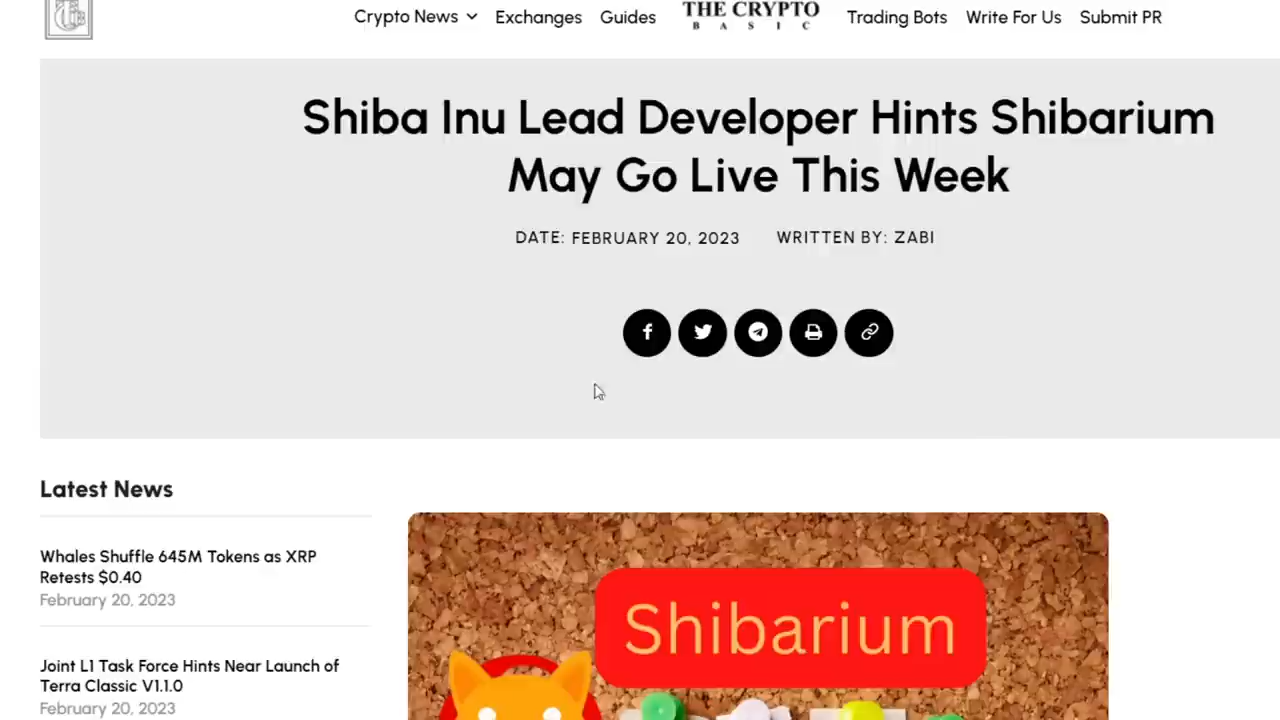 Crypto News
Exchanges
Guides
THE CRYPTO
BASIC
Trading Bots
Write For Us
Submit PR
Shiba Inu Lead Developer Hints Shibarium
May Go Live This Week
DATE: FEBRUARY 20, 2023
WRITTEN BY: ZABI
Latest News
Whales Shuffle 645M Tokens as XRP
Retests $0.40
February 20, 2023
Joint L1 Task Force Hints Near Launch of
Terra Classic V1.1.0
February 20, 2023
Shibarium